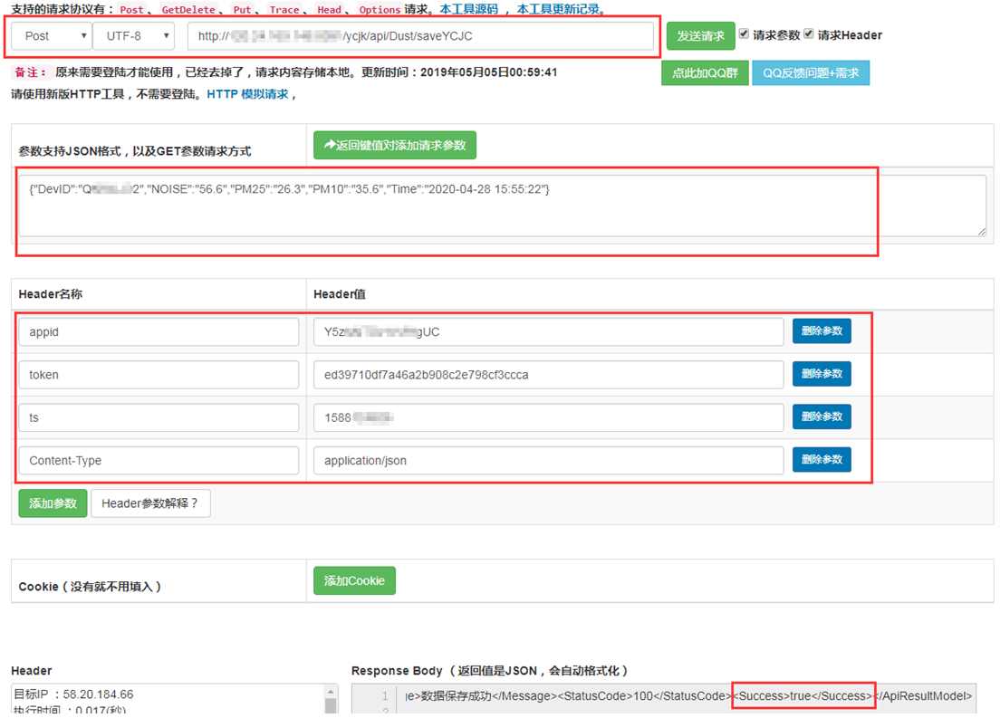 支持的请求协议有：Post、GetDelete、Put、Trace、Head、Options 请求。本工具源码 ，本工具更新记录。
Post UTF-8 http:// /ycjk/api/Dust/saveYCJC 发送请求 请求参数 请求Header
备注： 原来需要登陆才能使用，已经去掉了，请求内容存储本地。更新时间：2019年05月05日00:59:41 点此加QQ群 QQ反馈问题+需求
请使用新版HTTP工具，不需要登陆。HTTP 模拟请求 ，
参数支持JSON格式，以及GET参数请求方式 返回键值对添加请求参数
{"DevID":"Q 2","NOISE":"56.6","PM25":"26.3","PM10":"35.6","Time":"2020-04-28 15:55:22"}
Header名称 Header值
appid Y5z gUC 删除参数
token ed39710df7a46a2b908c2e798cf3ccca 删除参数
ts 1588 删除参数
Content-Type application/json 删除参数
添加参数 Header参数解释？
Cookie（没有就不用填入） 添加Cookie
Header Response Body （返回值是JSON，会自动格式化）
目标IP ：58.20.184.66 1 ge>数据保存成功</Message><StatusCode>100</StatusCode><Success>true</Success></ApiResultModel>
执行时间 ：0.017(秒) 2